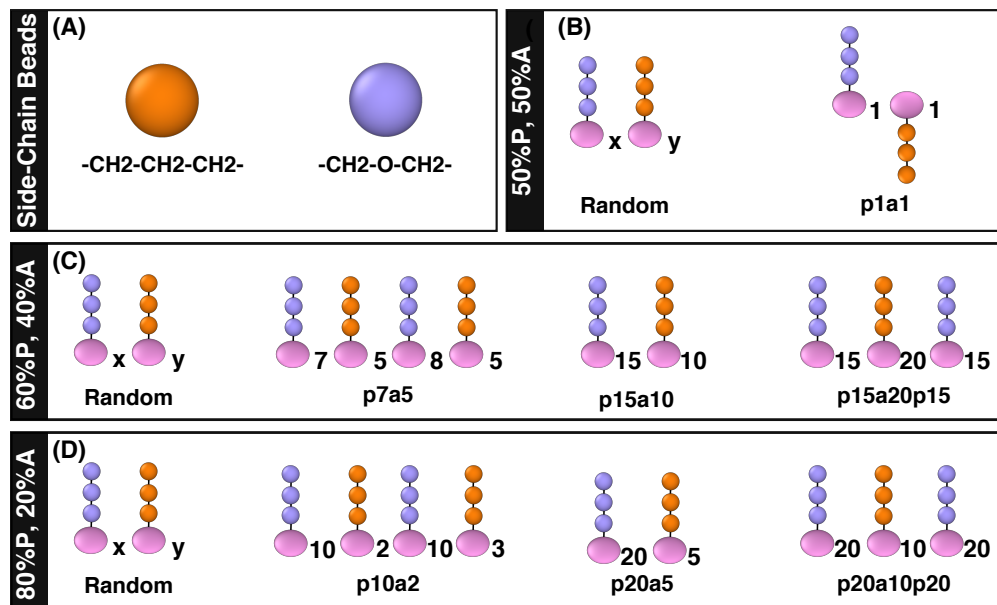 Side-Chain Beads
(A)
-CH2-CH2-CH2-
-CH2-O-CH2-
50%P, 50%A
(
(B)
x y
Random
1 1
p1a1
60%P, 40%A
(C)
x y
Random
7 5 8 5
p7a5
15 10
p15a10
15 20 15
p15a20p15
80%P, 20%A
(D)
x y
Random
10 2 10 3
p10a2
20 5
p20a5
20 10 20
p20a10p20